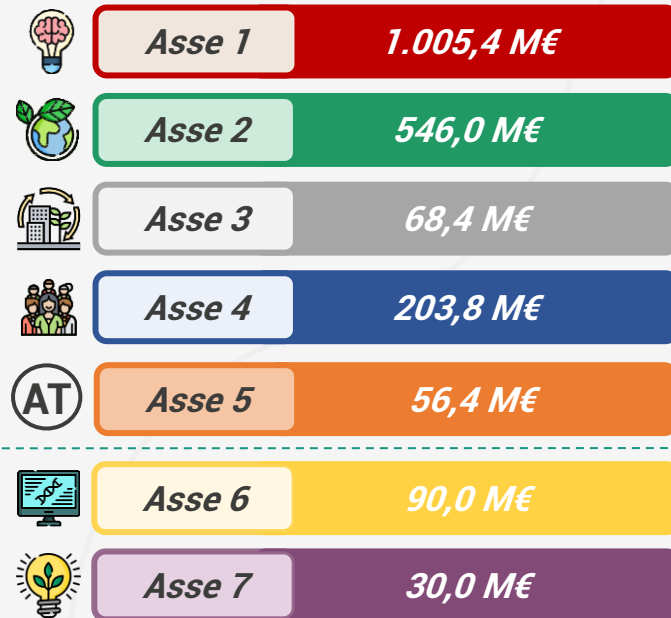 Asse 1 1.005,4 M€
Asse 2 546,0 M€
Asse 3 68,4 M€
Asse 4 203,8 M€
AT Asse 5 56,4 M€
Asse 6 90,0 M€
Asse 7 30,0 M€